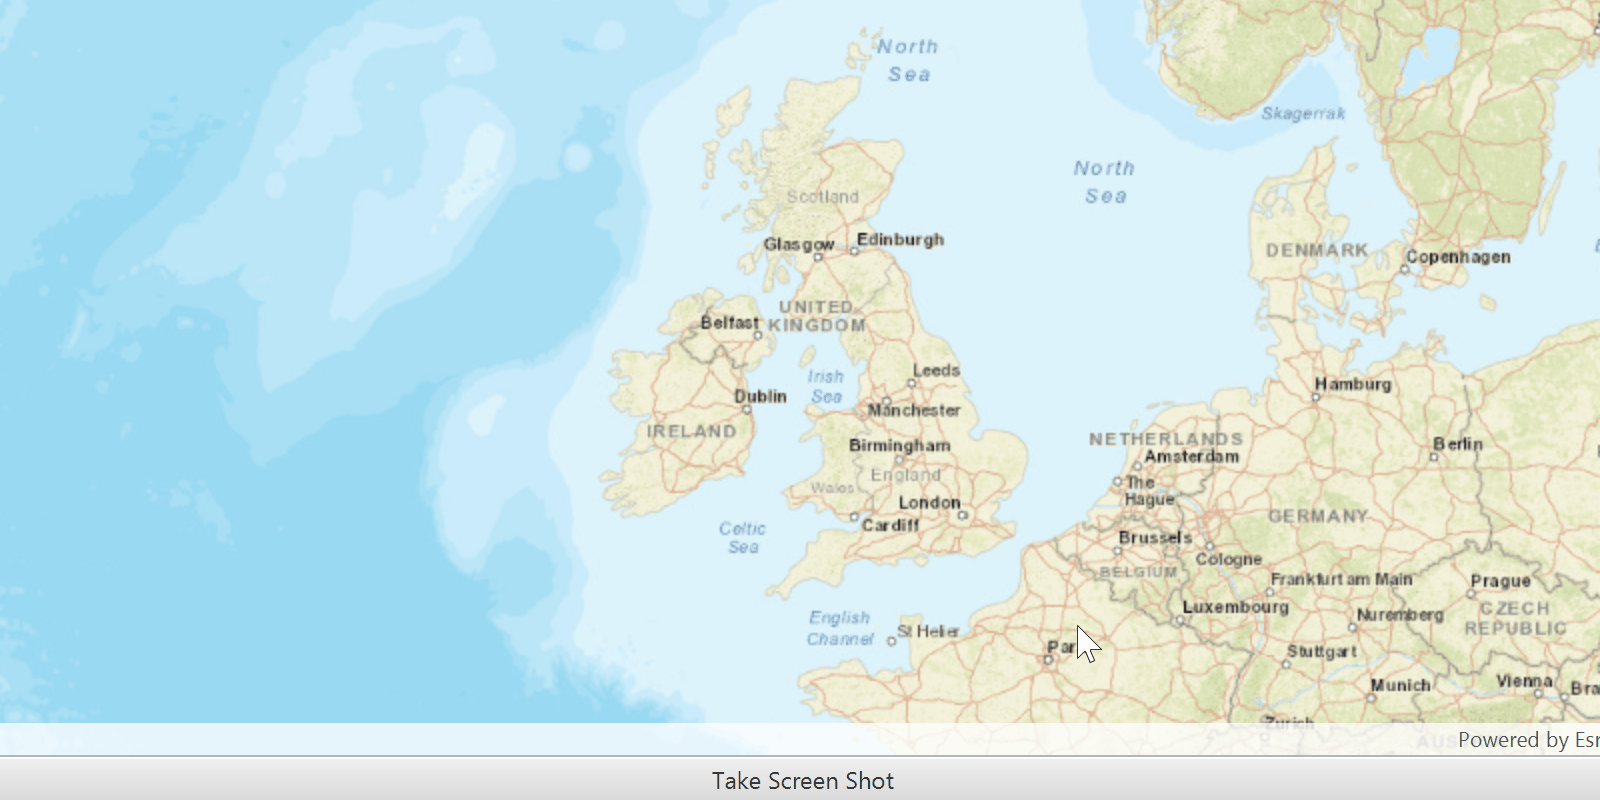 North
Sea
Skagerrak
North
Sea
Scotland
Glasgow
Edinburgh
DENMARK
Copenhagen
UNITED
KINGDOM
Belfast
Irish
Sea
Leeds
Dublin
Manchester
Hamburg
IRELAND
NETHERLANDS
Amsterdam
Berlin
Birmingham
England
Wales
The
Hague
London
Cardiff
GERMANY
Celtic
Sea
Brussels
Cologne
BELGIUM
Frankfurt am Main
Prague
CZECH
REPUBLIC
Luxembourg
Nuremberg
English
Channel
St Helier
Par
Stuttgart
Munich
Vienna
Bra
Zurich
Powered by Esr
Take Screen Shot